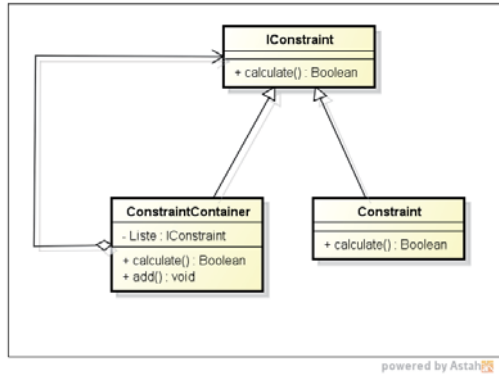 IConstraint
+ calculate() : Boolean
ConstraintContainer
- Liste : IConstraint
+ calculate() : Boolean
+ add() : void
Constraint
+ calculate() : Boolean
powered by Astah